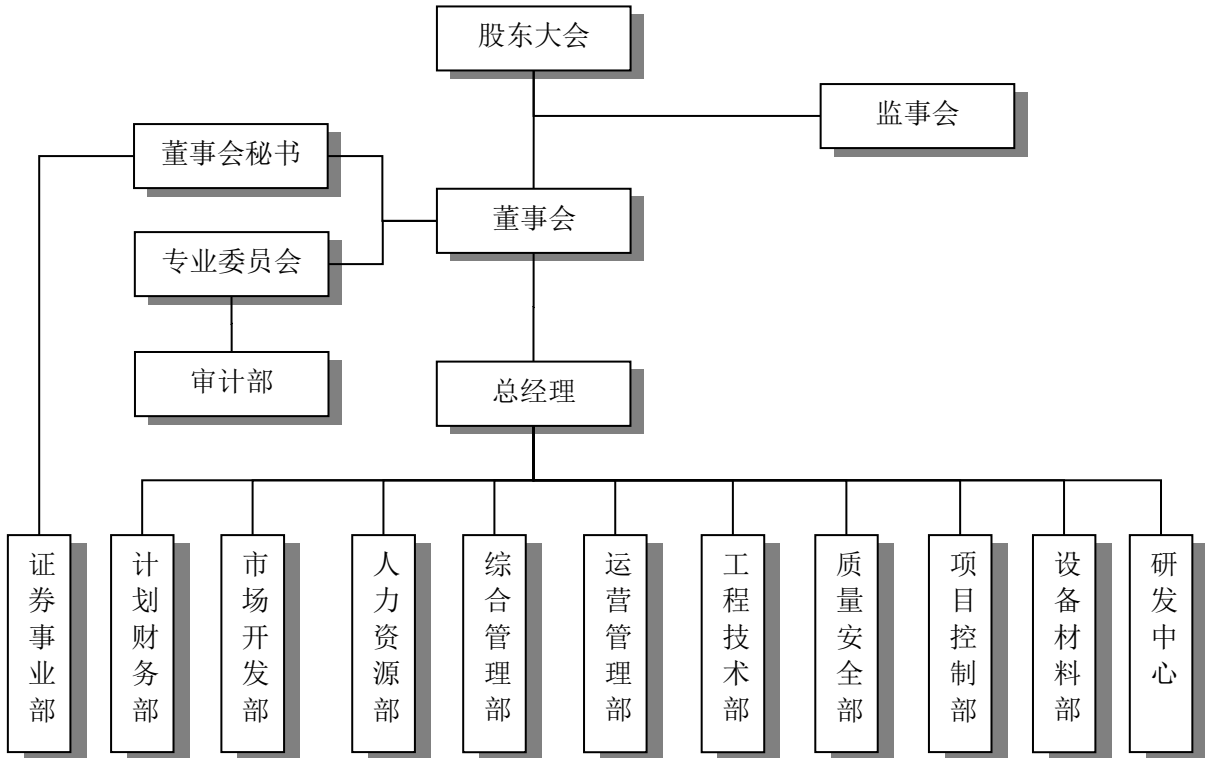 股东大会
监事会
董事会秘书
董事会
专业委员会
审计部
总经理
证券事业部
计划财务部
市场开发部
人力资源部
综合管理部
运营管理部
工程技术部
质量安全部
项目控制部
设备材料部
研发中心